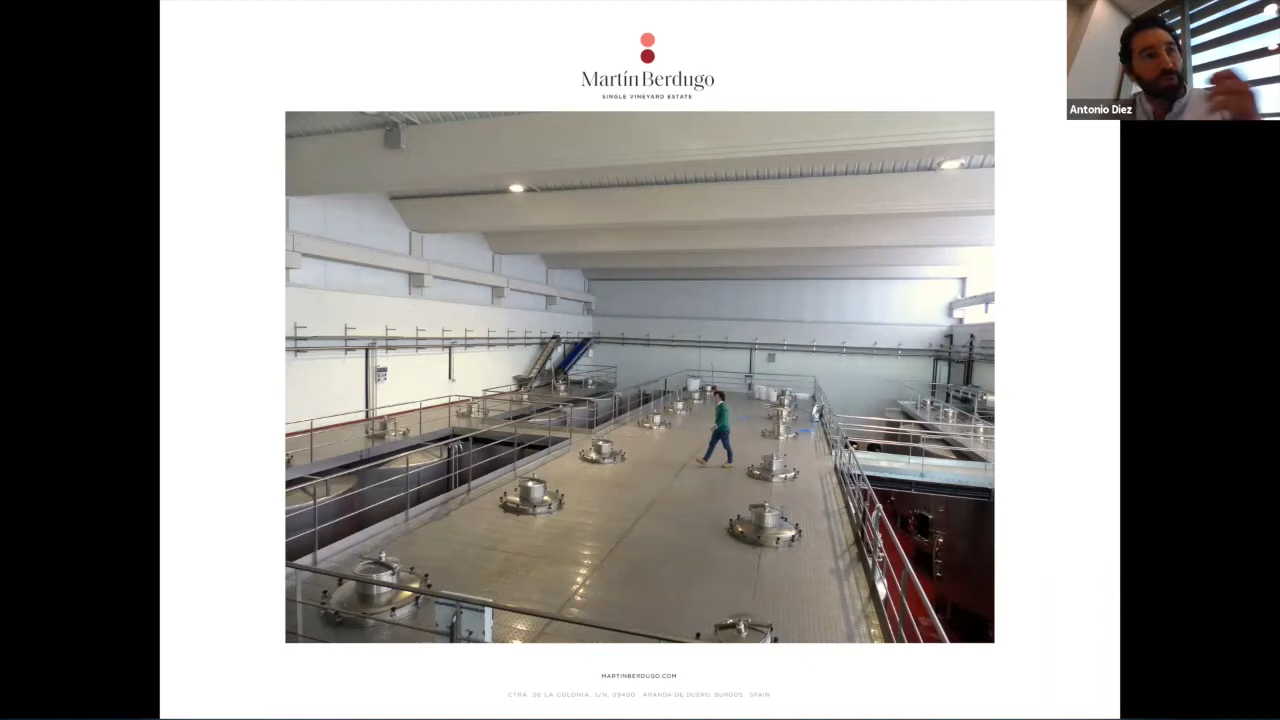 Martín Berdugo
SINGLE VINEYARD ESTATE
Antonio Diez
MARTINBERDUGO.COM
CTRA. DE LA COLONIA, S/N, 09400 ARANDA DE DUERO, BURGOS SPAIN